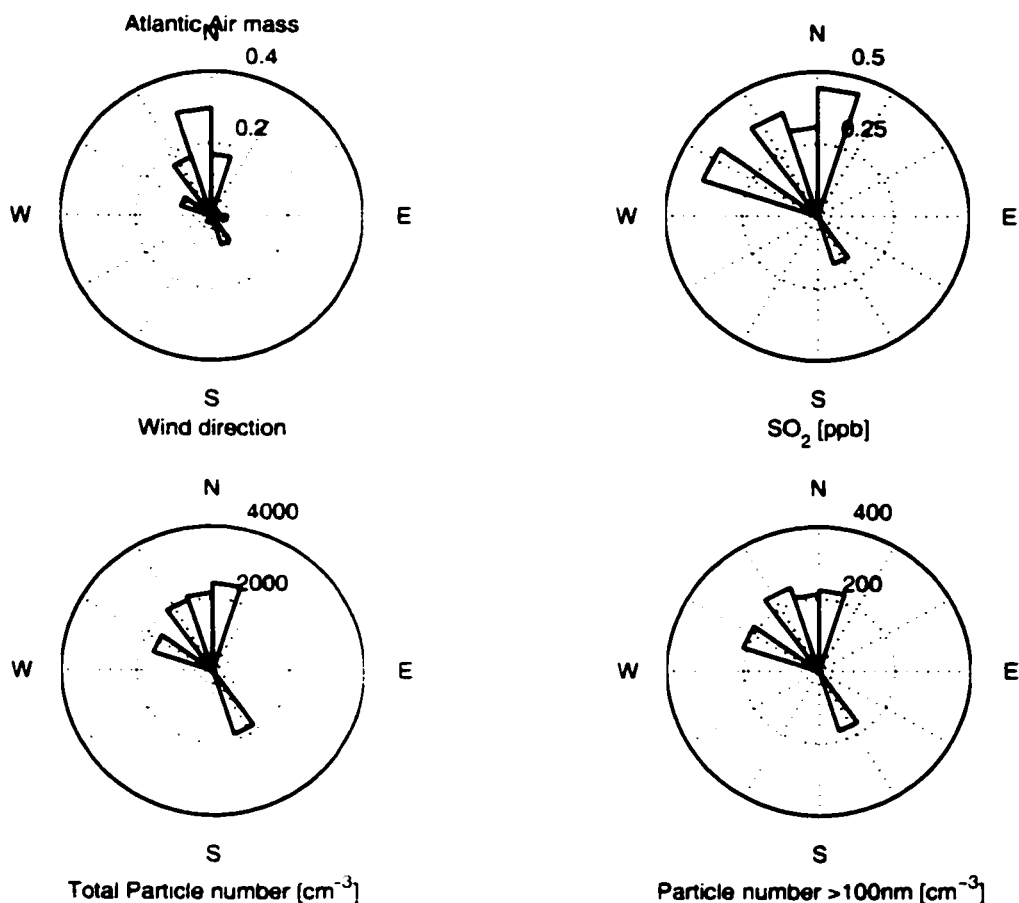 Atlantic Air mass
N
0.4
0.2
W
E
S
Wind direction
N
0.5
0.25
W
E
S
SO₂ [ppb]
N
4000
2000
W
E
S
Total Particle number [cm⁻³]
N
400
200
W
E
S
Particle number >100nm [cm⁻³]